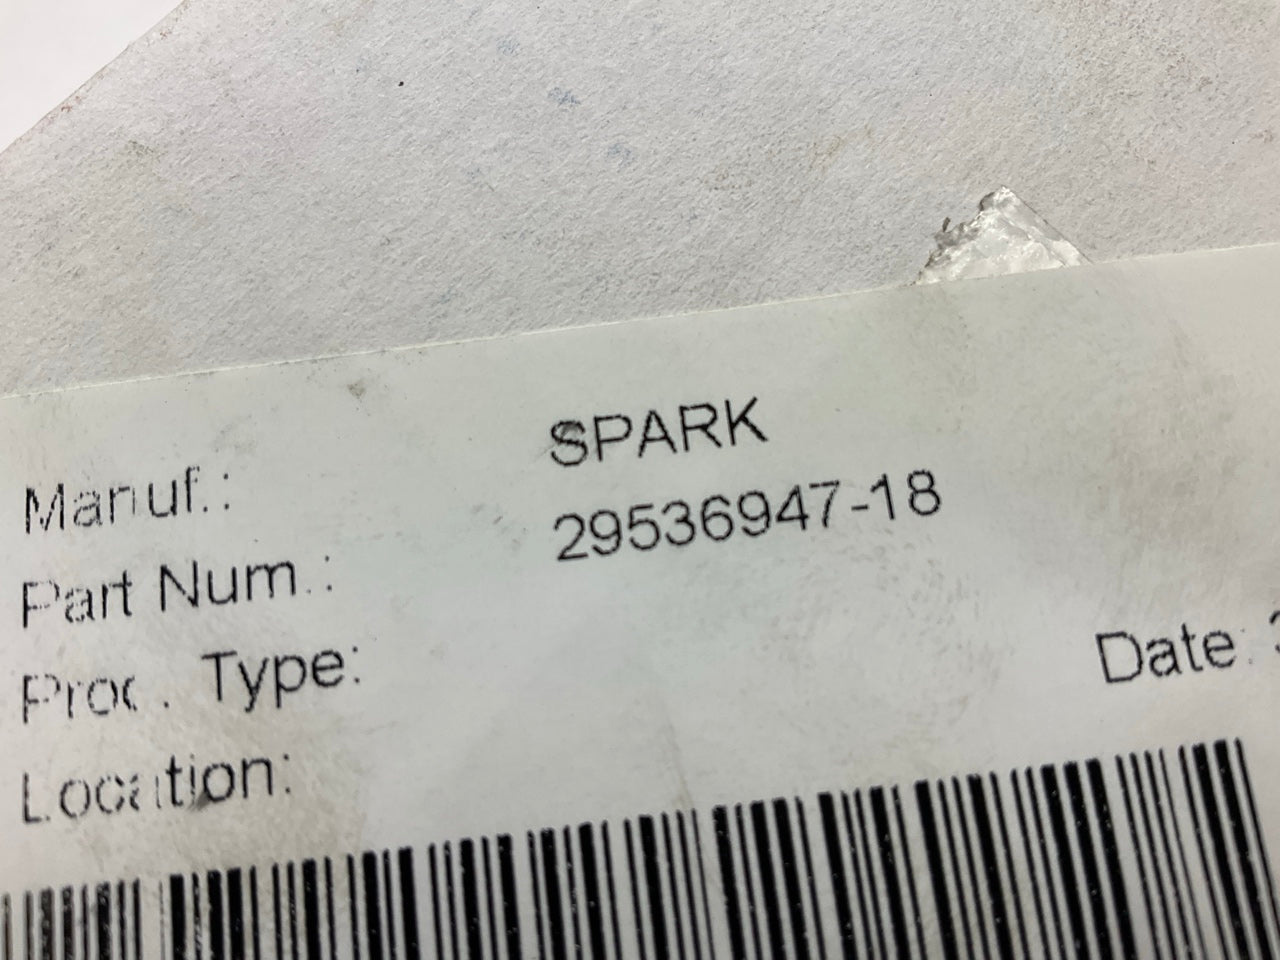 Manuf.: SPARK
Part Num.: 29536947-18
Proc. Type:
Date:
Location: